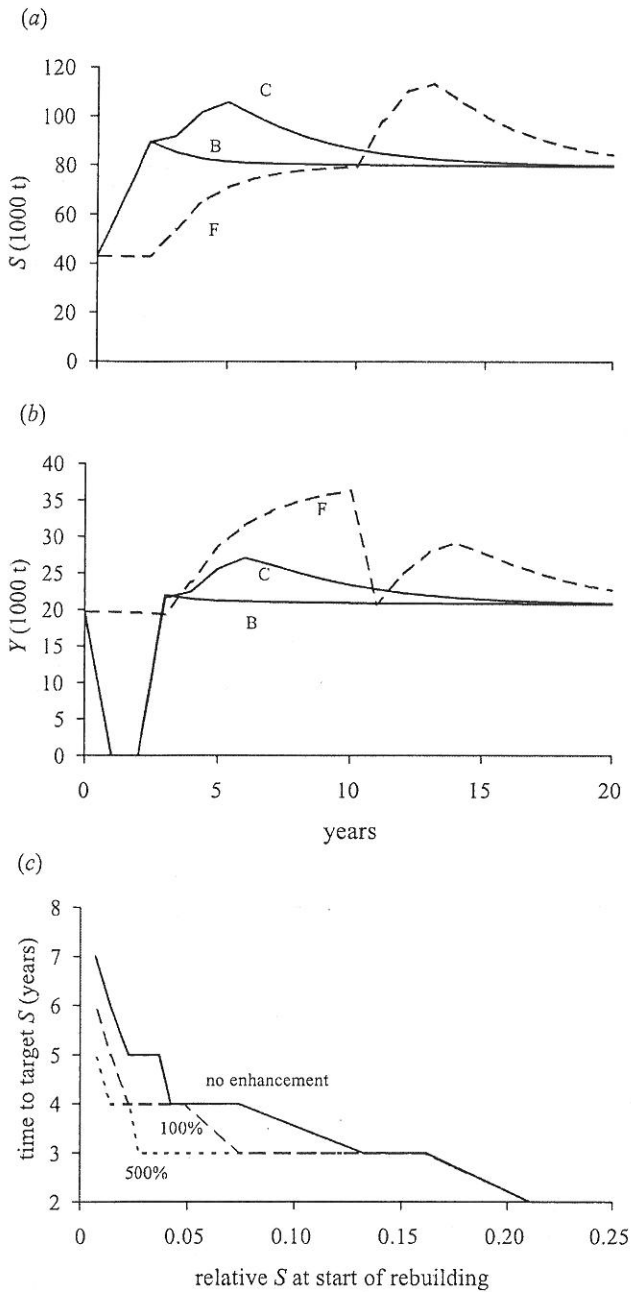 (a)
S (1000 t)
120
100
80
60
40
20
0
C
B
F
(b)
Y (1000 t)
40
35
30
25
20
15
10
5
0
F
C
B
0 5 10 15 20
years
(c)
time to target S (years)
8
7
6
5
4
3
2
no enhancement
100%
500%
0 0.05 0.10 0.15 0.20 0.25
relative S at start of rebuilding